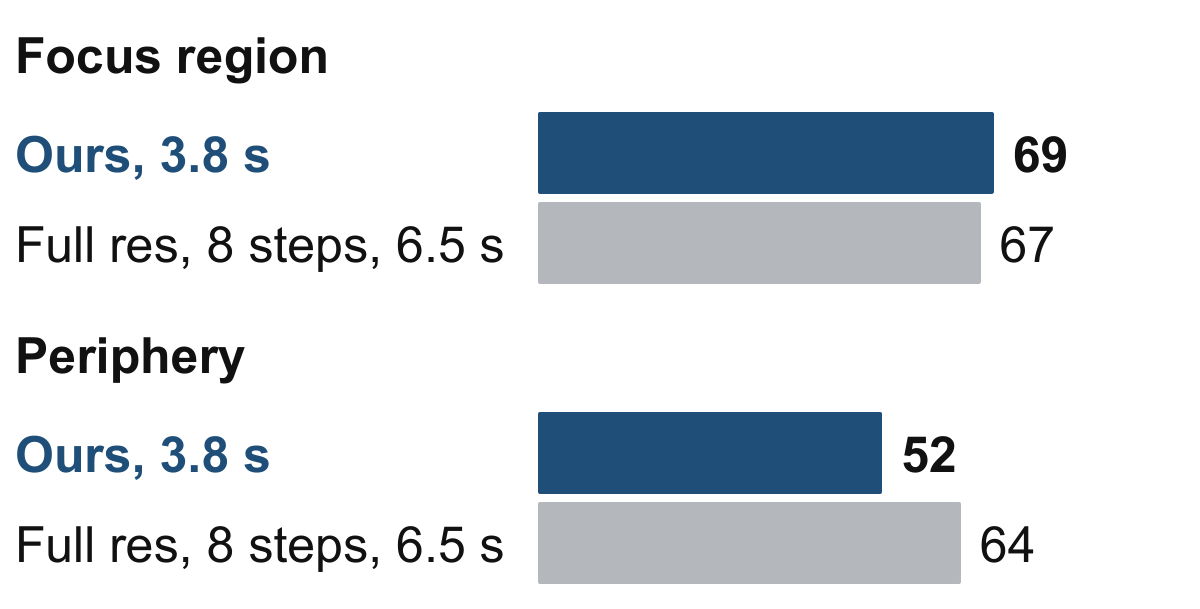 Focus region
Ours, 3.8 s 69
Full res, 8 steps, 6.5 s 67
Periphery
Ours, 3.8 s 52
Full res, 8 steps, 6.5 s 64